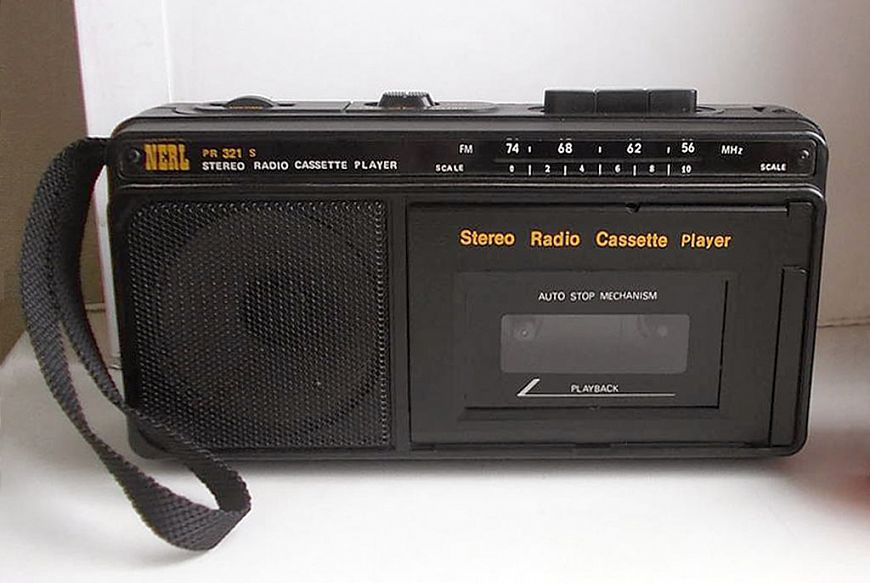 NERL PR 321 S
STEREO RADIO CASSETTE PLAYER
FM 74 68 62 56 MHz
SCALE 0 2 4 6 8 10 SCALE
Stereo Radio Cassette Player
AUTO STOP MECHANISM
PLAYBACK